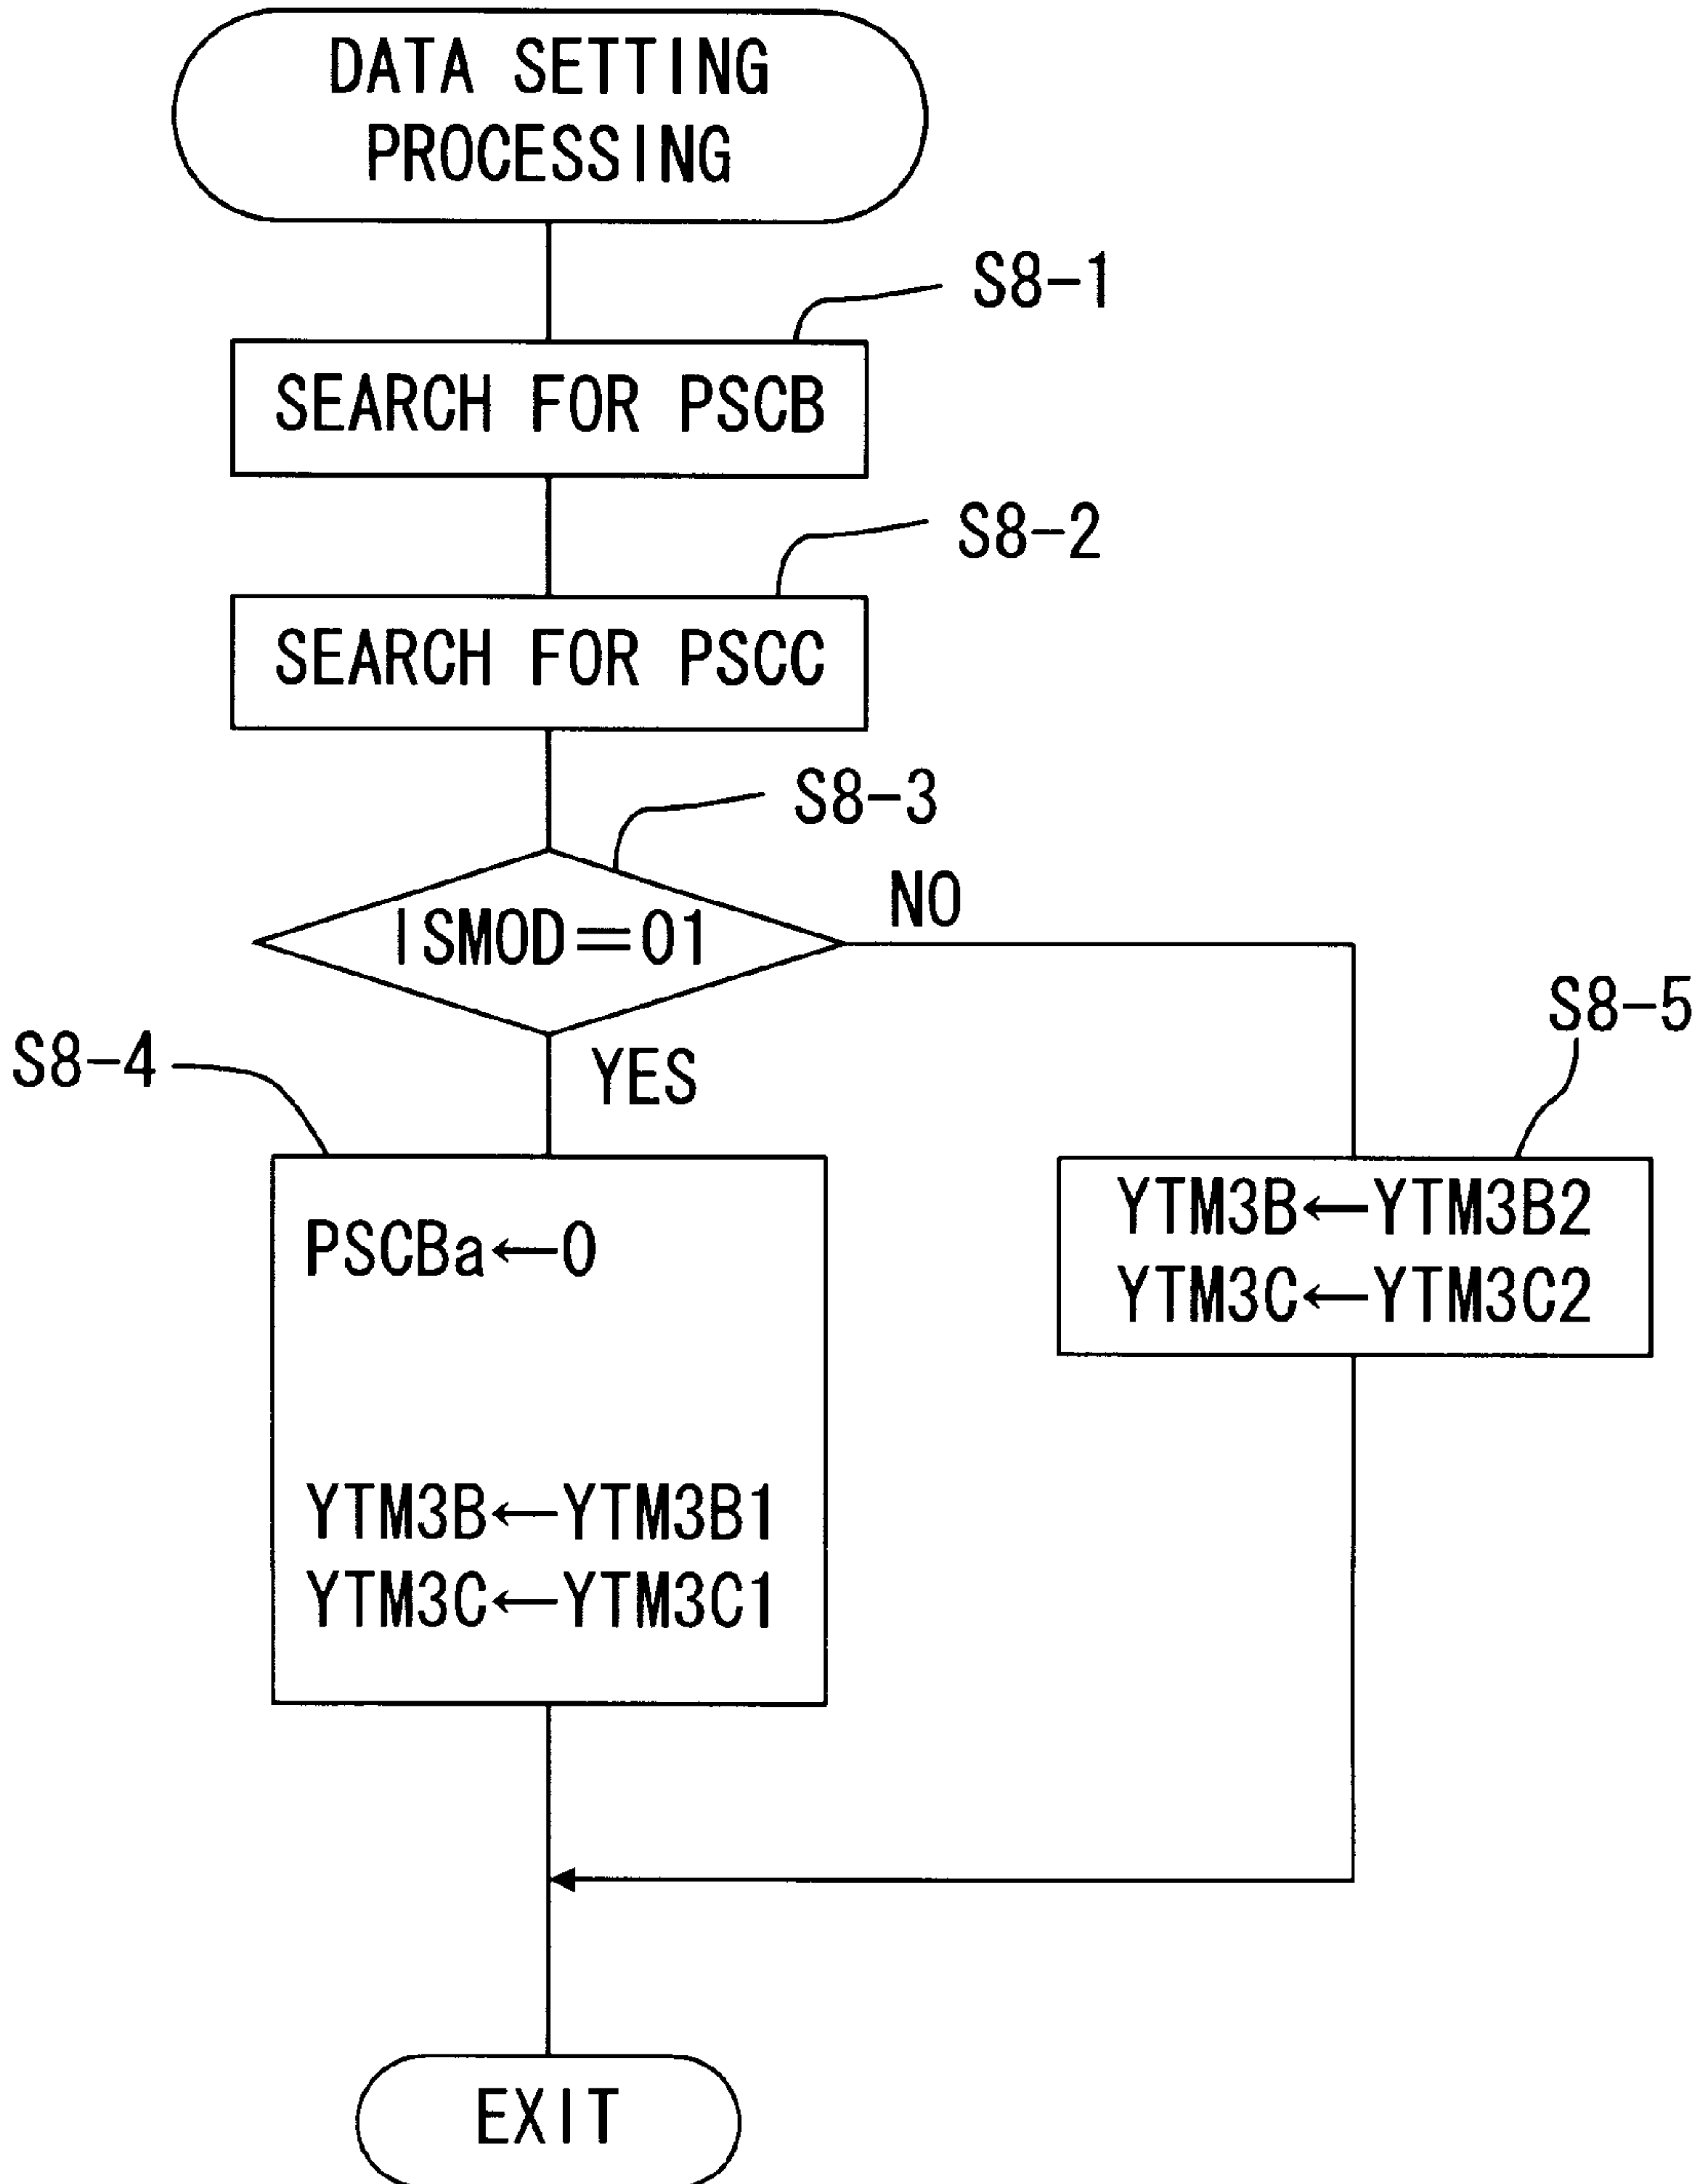 DATA SETTING
PROCESSING
S8-1
SEARCH FOR PSCB
S8-2
SEARCH FOR PSCC
S8-3
ISMOD=01
NO
YES
S8-4
PSCBa←0
YTM3B←YTM3B1
YTM3C←YTM3C1
S8-5
YTM3B←YTM3B2
YTM3C←YTM3C2
EXIT